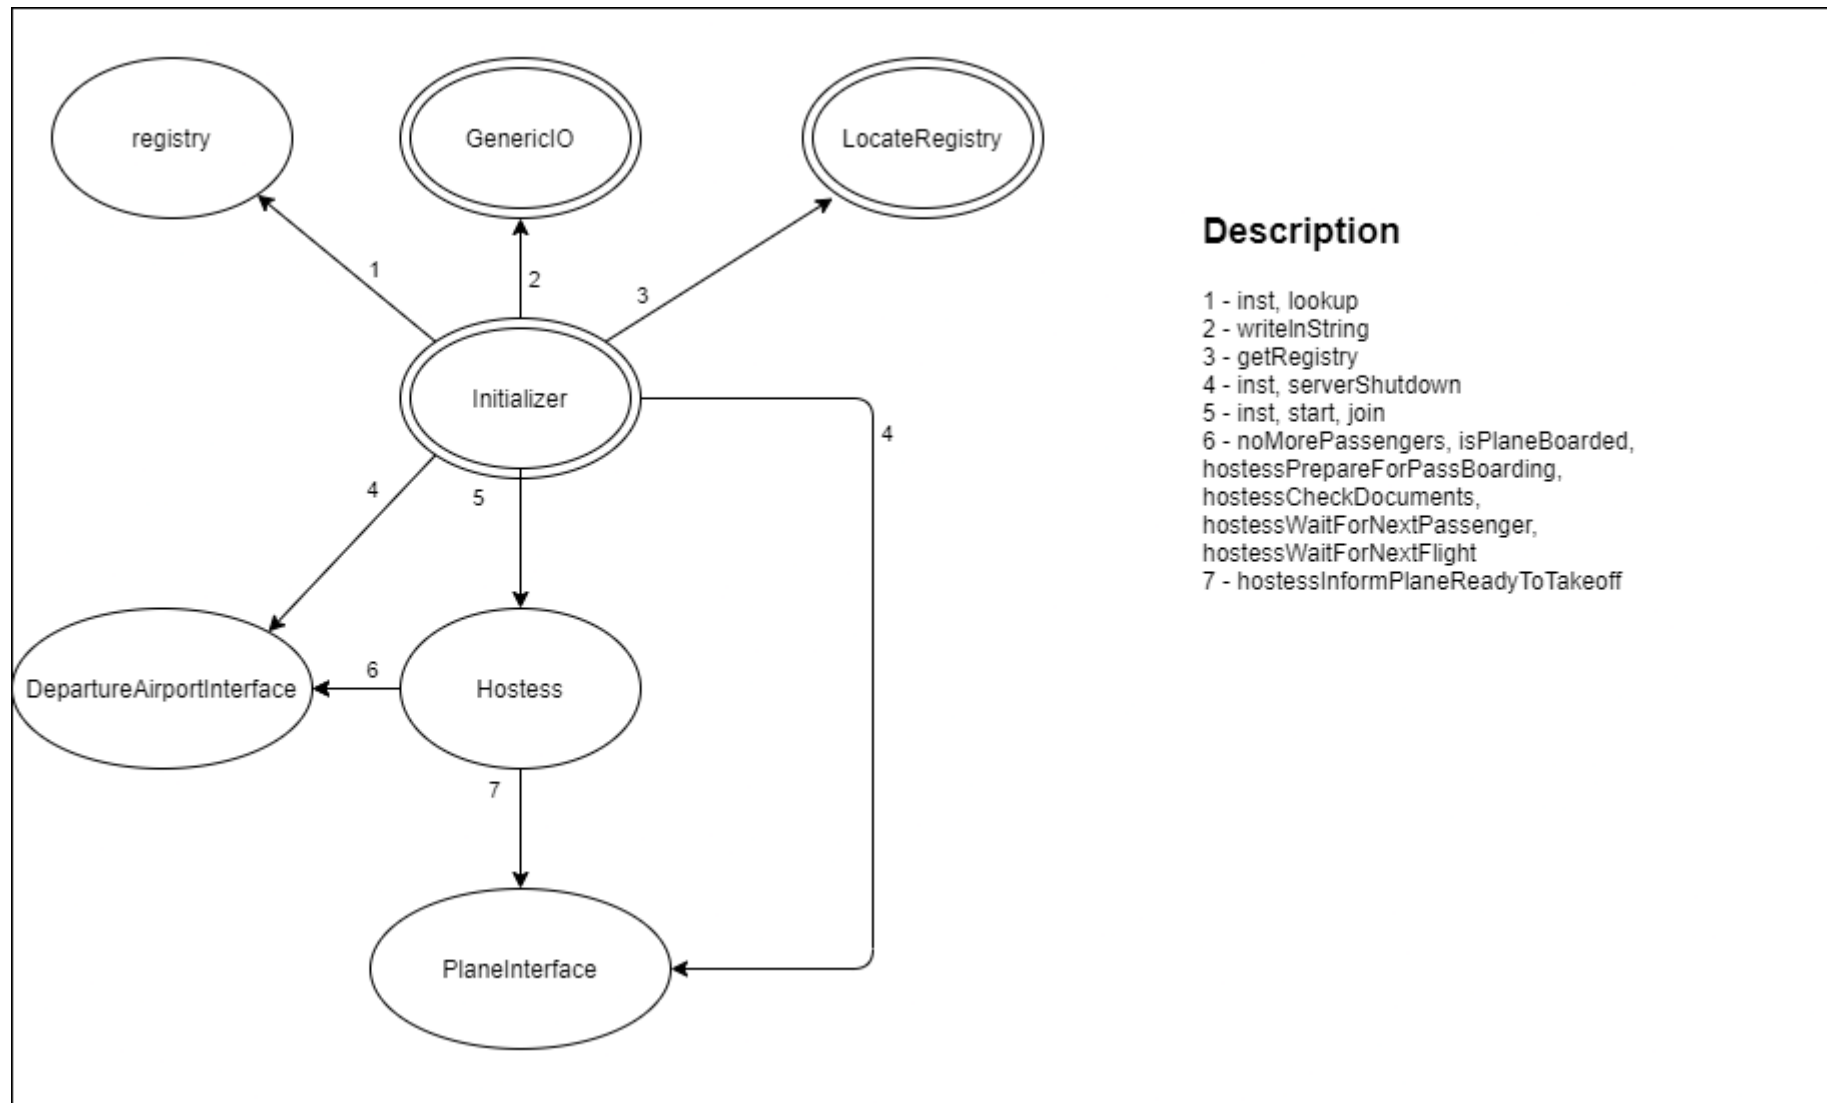 registry
GenericIO
LocateRegistry
Description
1
2
3
1 - inst, lookup
2 - writeInString
3 - getRegistry
4 - inst, serverShutdown
5 - inst, start, join
6 - noMorePassengers, isPlaneBoarded,
hostessPrepareForPassBoarding,
hostessCheckDocuments,
hostessWaitForNextPassenger,
hostessWaitForNextFlight
7 - hostessInformPlaneReadyToTakeoff
Initializer
4
4
5
6
DepartureAirportInterface
Hostess
7
PlaneInterface